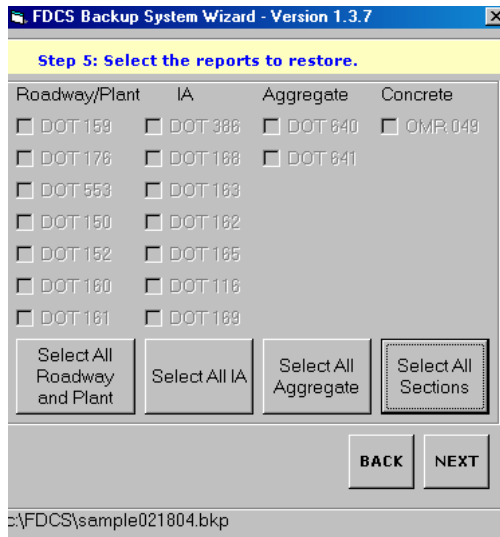 FDCS Backup System Wizard - Version 1.3.7
Step 5: Select the reports to restore.
Roadway/Plant IA Aggregate Concrete
DOT 159 DOT 386 DOT 640 OMR 049
DOT 176 DOT 168 DOT 641
DOT 553 DOT 163
DOT 150 DOT 162
DOT 152 DOT 165
DOT 160 DOT 116
DOT 161 DOT 169
Select All Roadway and Plant
Select All IA
Select All Aggregate
Select All Sections
BACK NEXT
c:\FDCS\sample021804.bkp